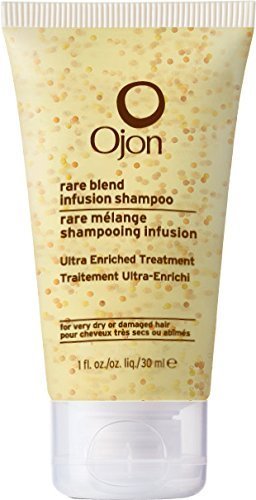 Ojon
rare blend
infusion shampoo
rare mélange
shampooing infusion
Ultra Enriched Treatment
Traitement Ultra-Enrichi
for very dry or damaged hair
pour cheveux très secs ou abîmés
1 fl. oz./oz. liq./30 ml ℮